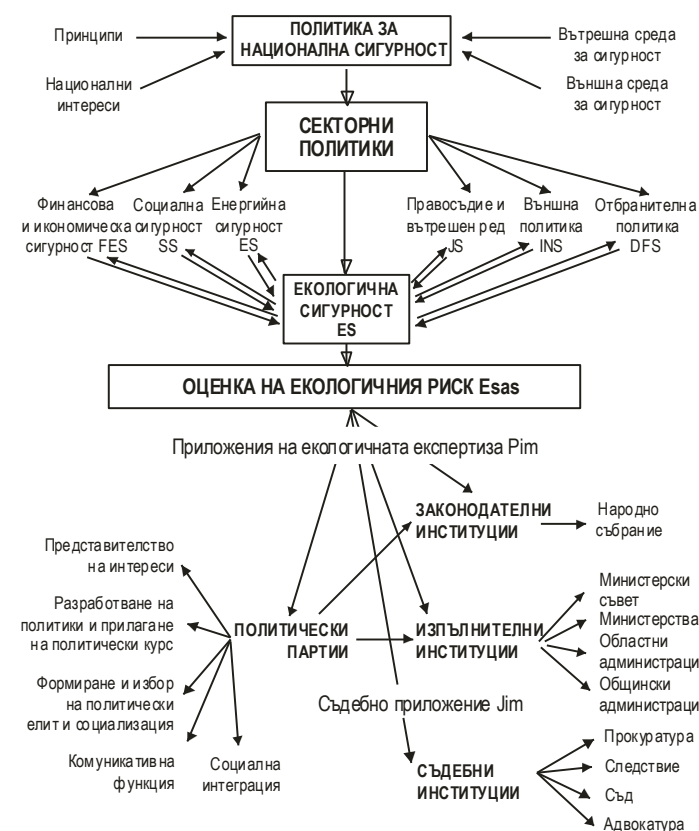 Принципи
ПОЛИТИКА ЗА
НАЦИОНАЛНА СИГУРНОСТ
Вътрешна среда
за сигурност
Национални
интереси
Външна среда
за сигурност
СЕКТОРНИ
ПОЛИТИКИ
Финансова
и икономическа
сигурност FES
Социална
сигурност
SS
Енергийна
сигурност
ES
Правосъдие и
вътрешен ред
JS
Външна
политика
INS
Отбранителна
политика
DFS
ЕКОЛОГИЧНА
СИГУРНОСТ
ES
ОЦЕНКА НА ЕКОЛОГИЧНИЯ РИСК Esas
Приложения на екологичната експертиза Pim
ЗАКОНОДАТЕЛНИ
ИНСТИТУЦИИ
Народно
събрание
Представителство
на интереси
Разработване на
политики и прилагане
на политически курс
Формиране и избор
на политически
елит и социализация
Комуникативна
функция
Социална
интеграция
ПОЛИТИЧЕСКИ
ПАРТИИ
ИЗПЪЛНИТЕЛНИ
ИНСТИТУЦИИ
Министерски
съвет
Министерства
Областни
администраци
Общински
администраци
Съдебно приложение Jim
СЪДЕБНИ
ИНСТИТУЦИИ
Прокуратура
Следствие
Съд
Адвокатура